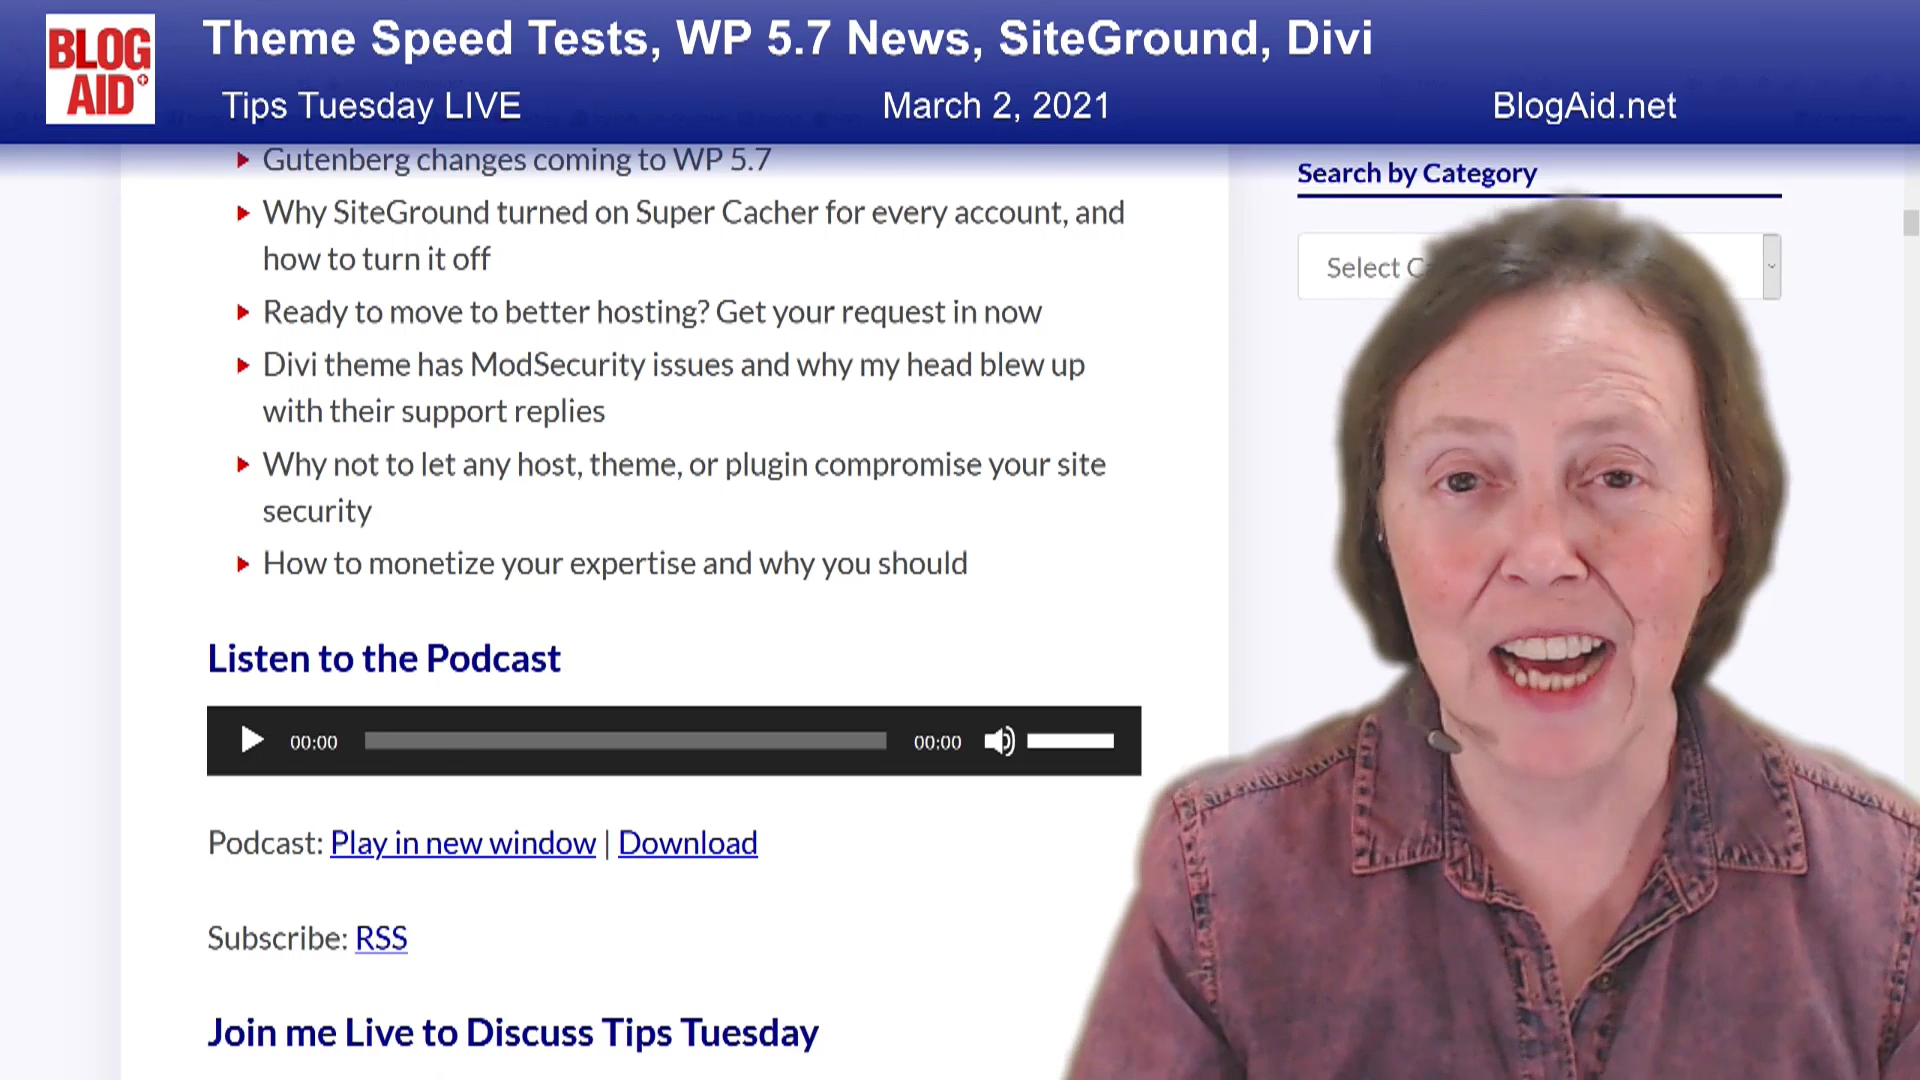 BLOG
AID
Theme Speed Tests, WP 5.7 News, SiteGround, Divi
Tips Tuesday LIVE
March 2, 2021
BlogAid.net
Gutenberg changes coming to WP 5.7
Why SiteGround turned on Super Cacher for every account, and
how to turn it off
Ready to move to better hosting? Get your request in now
Divi theme has ModSecurity issues and why my head blew up
with their support replies
Why not to let any host, theme, or plugin compromise your site
security
How to monetize your expertise and why you should
Listen to the Podcast
00:00
00:00
Podcast: Play in new window | Download
Subscribe: RSS
Join me Live to Discuss Tips Tuesday
Search by Category
Select